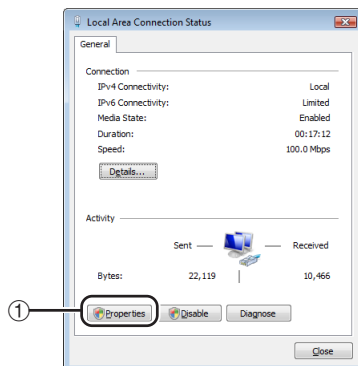 Local Area Connection Status
General
Connection
IPv4 Connectivity: Local
IPv6 Connectivity: Limited
Media State: Enabled
Duration: 00:17:12
Speed: 100.0 Mbps
Details...
Activity
Sent Received
Bytes: 22,119 10,466
① Properties Disable Diagnose
Close